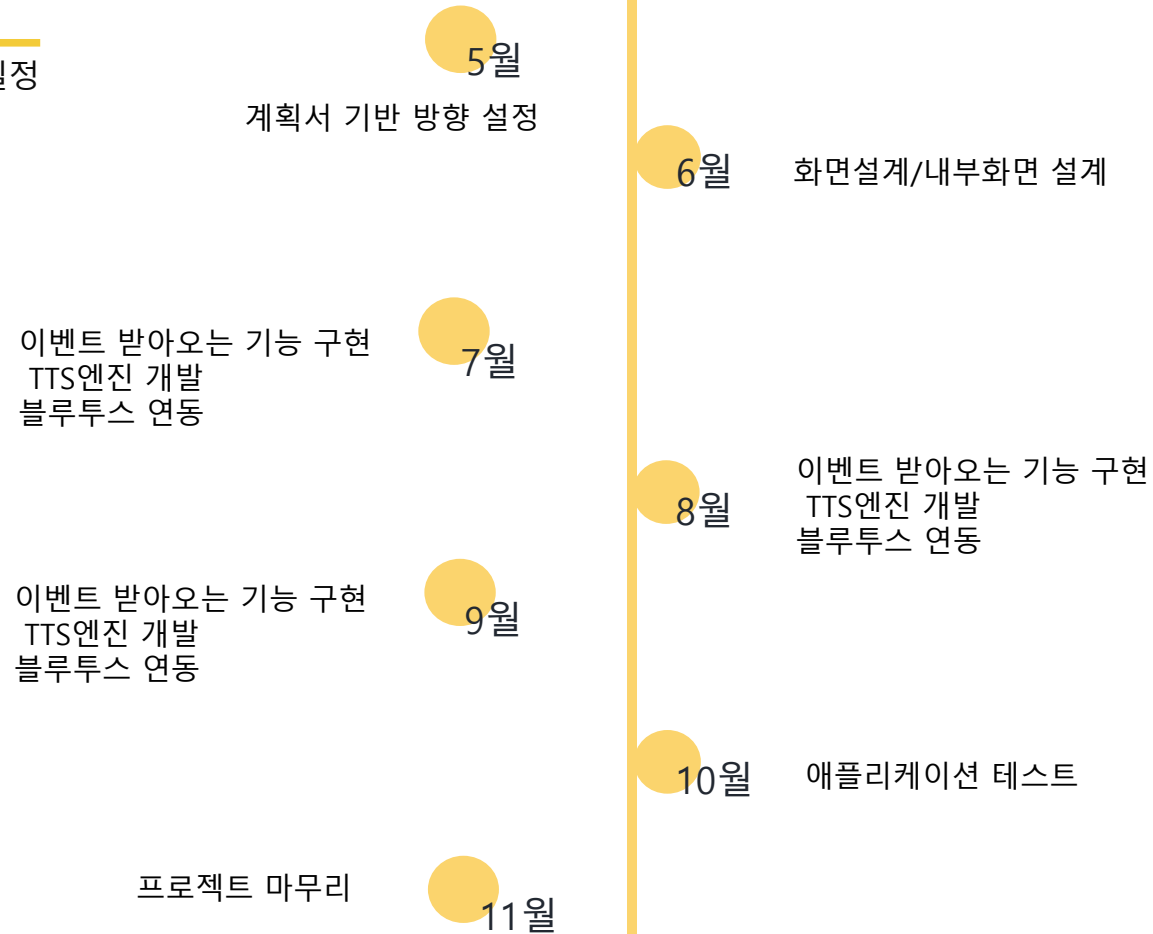 일정
5월
계획서 기반 방향 설정
6월
화면설계/내부화면 설계
7월
이벤트 받아오는 기능 구현
TTS엔진 개발
블루투스 연동
8월
이벤트 받아오는 기능 구현
TTS엔진 개발
블루투스 연동
9월
이벤트 받아오는 기능 구현
TTS엔진 개발
블루투스 연동
10월
애플리케이션 테스트
11월
프로젝트 마무리